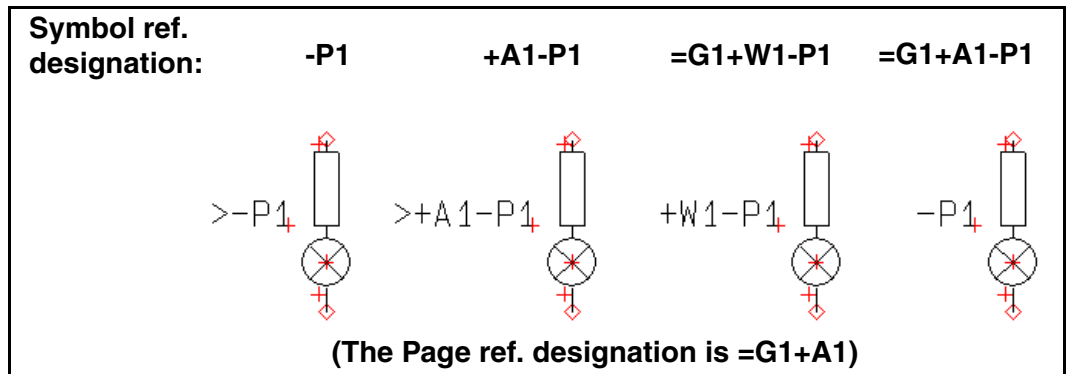 Symbol ref.
designation: -P1 +A1-P1 =G1+W1-P1 =G1+A1-P1
>-P1 >+A1-P1 +W1-P1 -P1
(The Page ref. designation is =G1+A1)